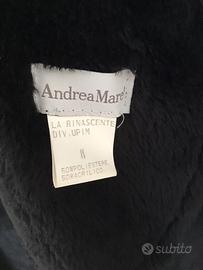 Andrea Mare
LA RINASCENTE
DIV.UPIM
N
50%POLIESTERE
50%ACRILICO
subito